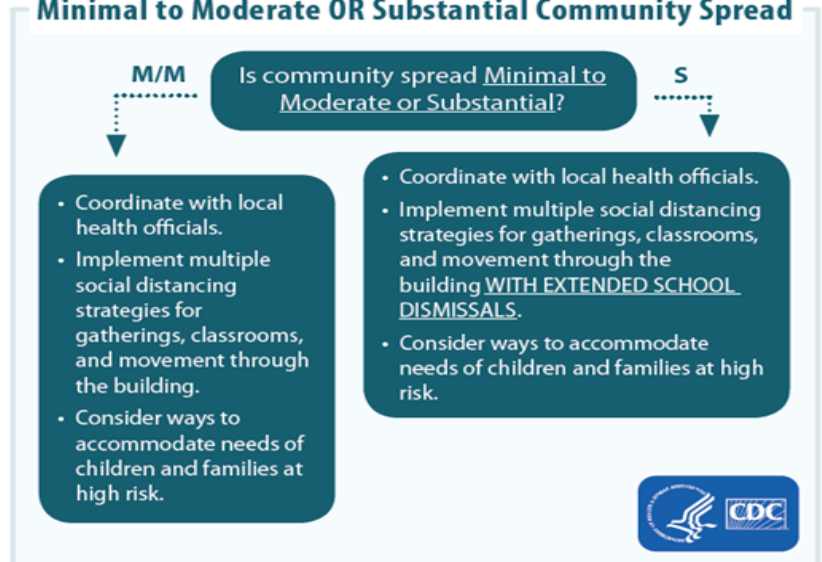 Minimal to Moderate OR Substantial Community Spread
M/M
Is community spread Minimal to
Moderate or Substantial?
S
• Coordinate with local
health officials.
• Implement multiple
social distancing
strategies for
gatherings, classrooms,
and movement through
the building.
• Consider ways to
accommodate needs of
children and families at
high risk.
• Coordinate with local health officials.
• Implement multiple social distancing
strategies for gatherings, classrooms,
and movement through the
building WITH EXTENDED SCHOOL
DISMISSALS.
• Consider ways to accommodate
needs of children and families at high
risk.
CDC